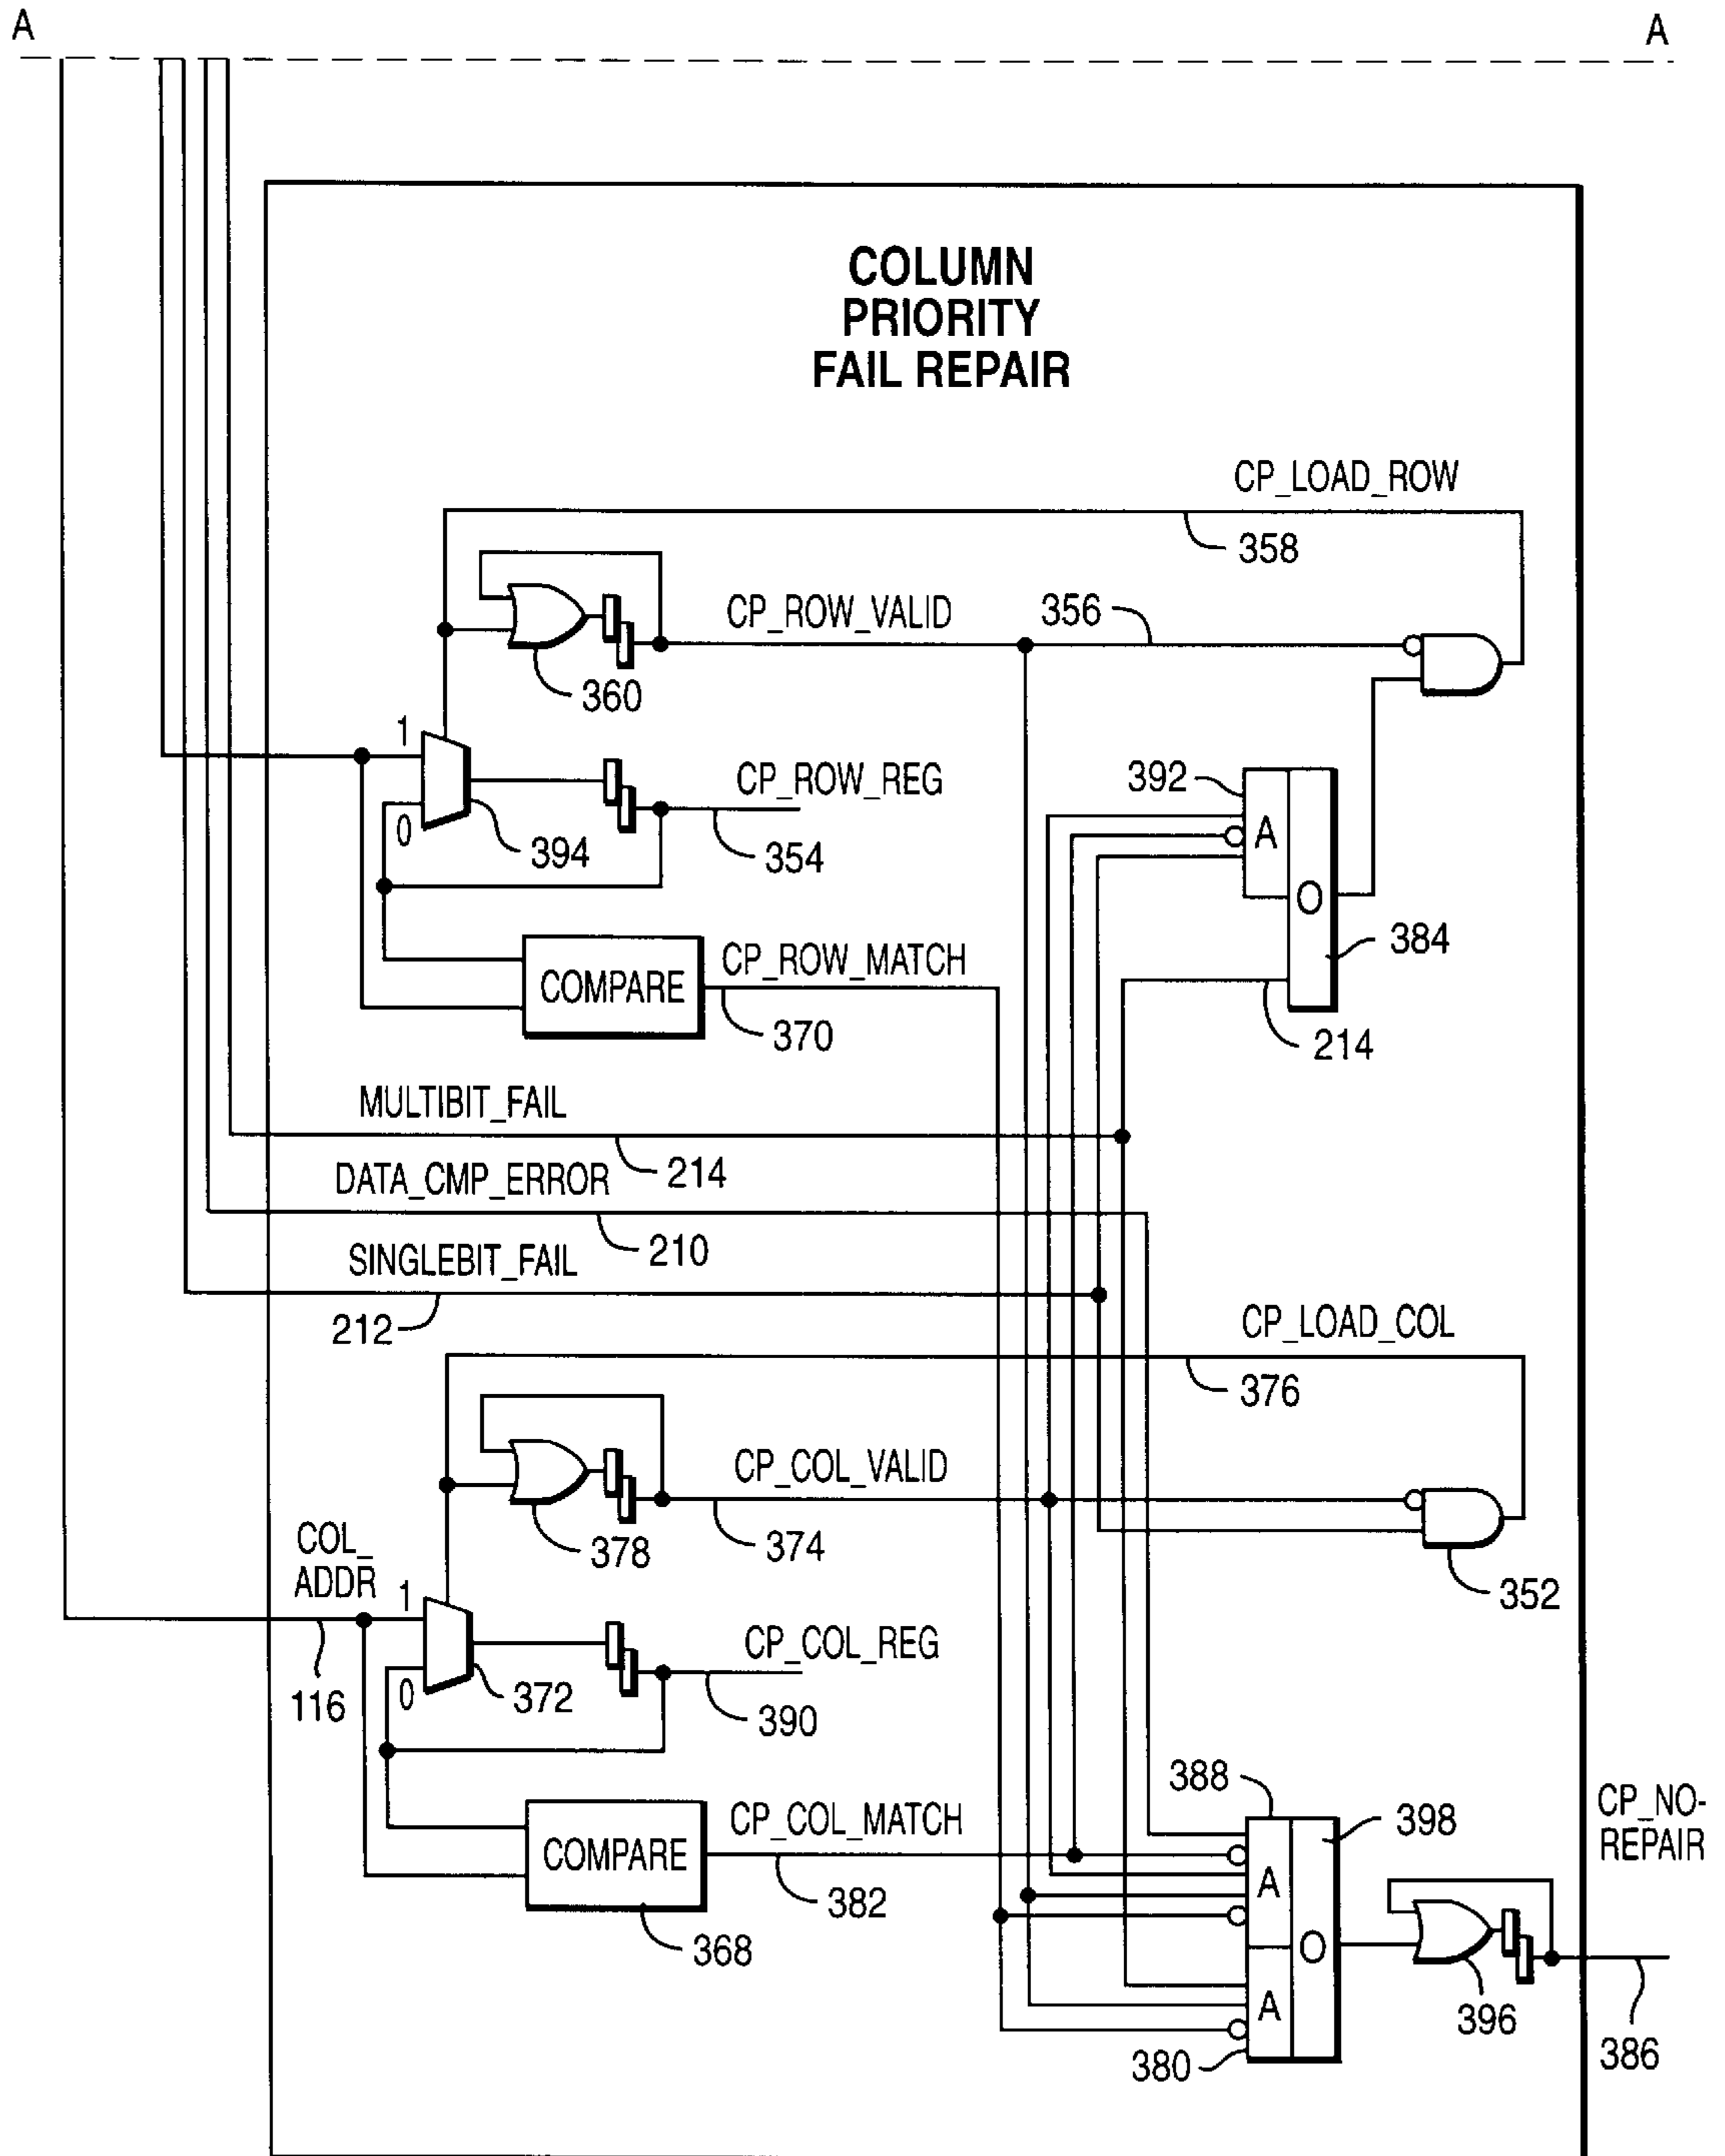 A A
COLUMN
PRIORITY
FAIL REPAIR
CP_LOAD_ROW
358
CP_ROW_VALID 356
360
1
CP_ROW_REG 392
0 394 354 A
O
384
CP_ROW_MATCH
COMPARE
370 214
MULTIBIT_FAIL
214
DATA_CMP_ERROR
210
SINGLEBIT_FAIL
212
CP_LOAD_COL
376
CP_COL_VALID
378 374
352
COL_
ADDR 1
CP_COL_REG
116 0 372 390
388
CP_NO-
REPAIR
CP_COL_MATCH 398
COMPARE A
382
368 O
A 396
380 386